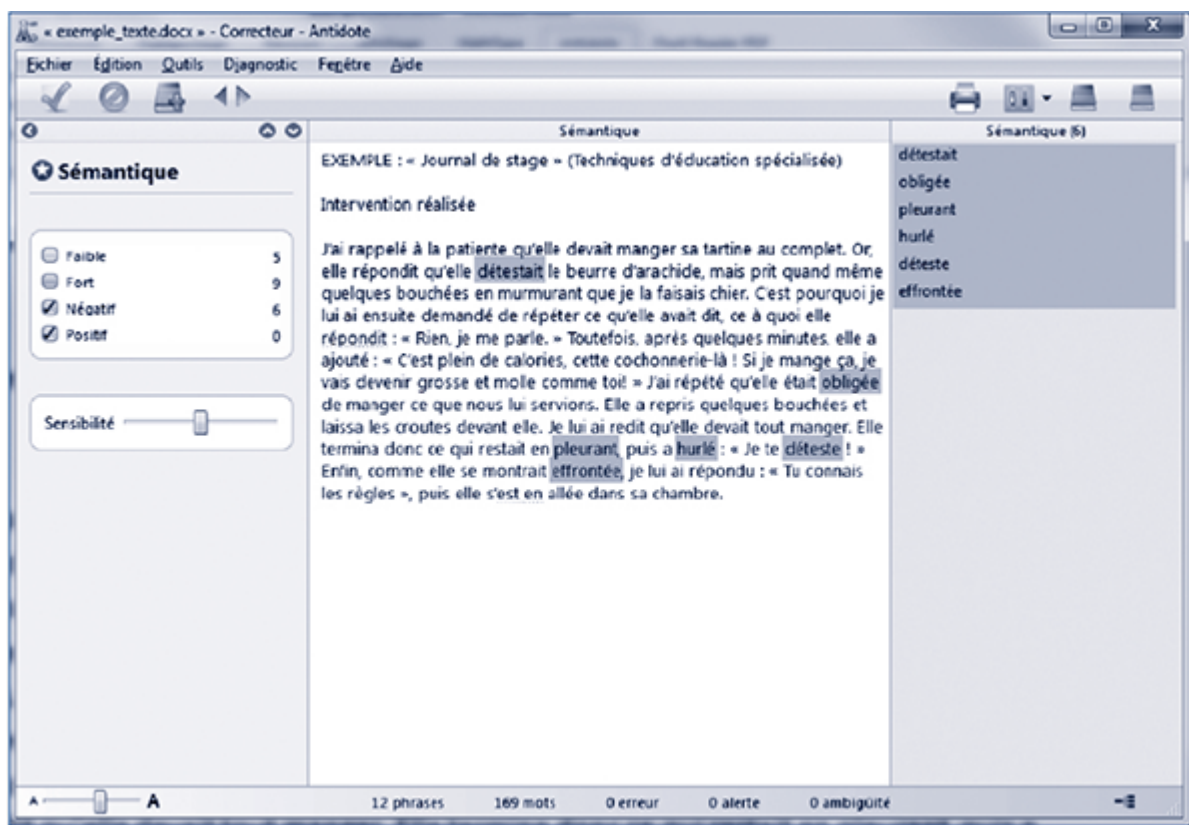 « exemple_texte.docx » - Correcteur - Antidote
Fichier Édition Outils Diagnostic Fenêtre Aide
Sémantique
Sémantique (6)
Sémantique
Faible 5
Fort 9
Négatif 6
Positif 0
Sensibilité
EXEMPLE : « Journal de stage » (Techniques d'éducation spécialisée)
Intervention réalisée
J'ai rappelé à la patiente qu'elle devait manger sa tartine au complet. Or,
elle répondit qu'elle détestait le beurre d'arachide, mais prit quand même
quelques bouchées en murmurant que je la faisais chier. C'est pourquoi je
lui ai ensuite demandé de répéter ce qu'elle avait dit, ce à quoi elle
répondit : « Rien, je me parle. » Toutefois, après quelques minutes, elle a
ajouté : « C'est plein de calories, cette cochonnerie-là ! Si je mange ça, je
vais devenir grosse et molle comme toi! » J'ai répété qu'elle était obligée
de manger ce que nous lui servions. Elle a repris quelques bouchées et
laissa les croutes devant elle. Je lui ai redit qu'elle devait tout manger. Elle
termina donc ce qui restait en pleurant, puis a hurlé : « Je te déteste ! »
Enfin, comme elle se montrait effrontée, je lui ai répondu : « Tu connais
les règles », puis elle s'est en allée dans sa chambre.
détestait
obligée
pleurant
hurlé
déteste
effrontée
A A
12 phrases 169 mots 0 erreur 0 alerte 0 ambigüité